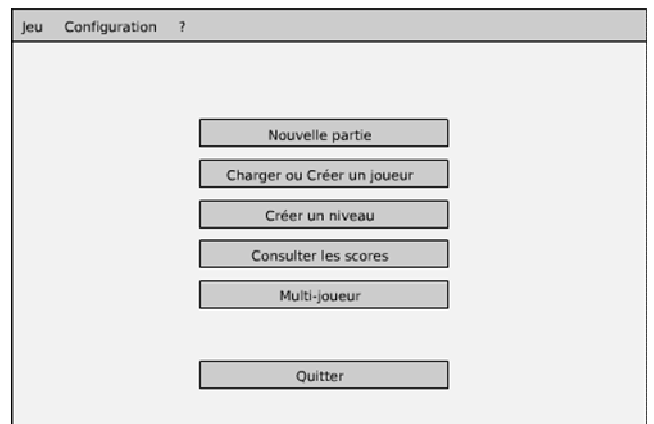 Jeu Configuration ?
Nouvelle partie
Charger ou Créer un joueur
Créer un niveau
Consulter les scores
Multi-joueur
Quitter